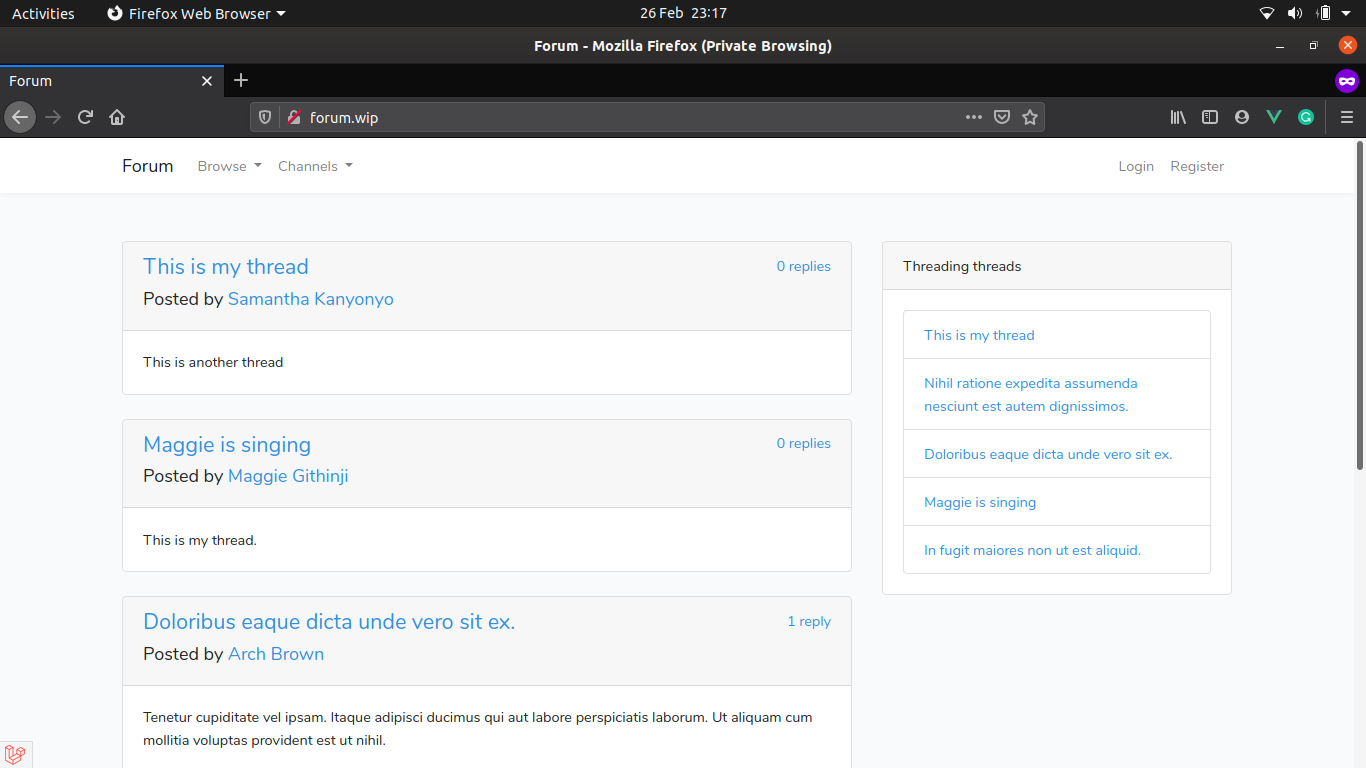 Activities Firefox Web Browser 26 Feb 23:17
Forum - Mozilla Firefox (Private Browsing)
Forum
forum.wip
Forum Browse Channels Login Register
This is my thread 0 replies
Posted by Samantha Kanyonyo
This is another thread
Maggie is singing 0 replies
Posted by Maggie Githinji
This is my thread.
Doloribus eaque dicta unde vero sit ex. 1 reply
Posted by Arch Brown
Tenetur cupiditate vel ipsam. Itaque adipisci ducimus qui aut labore perspiciatis laborum. Ut aliquam cum
mollitia voluptas provident est ut nihil.
Threading threads
This is my thread
Nihil ratione expedita assumenda
nesciunt est autem dignissimos.
Doloribus eaque dicta unde vero sit ex.
Maggie is singing
In fugit maiores non ut est aliquid.